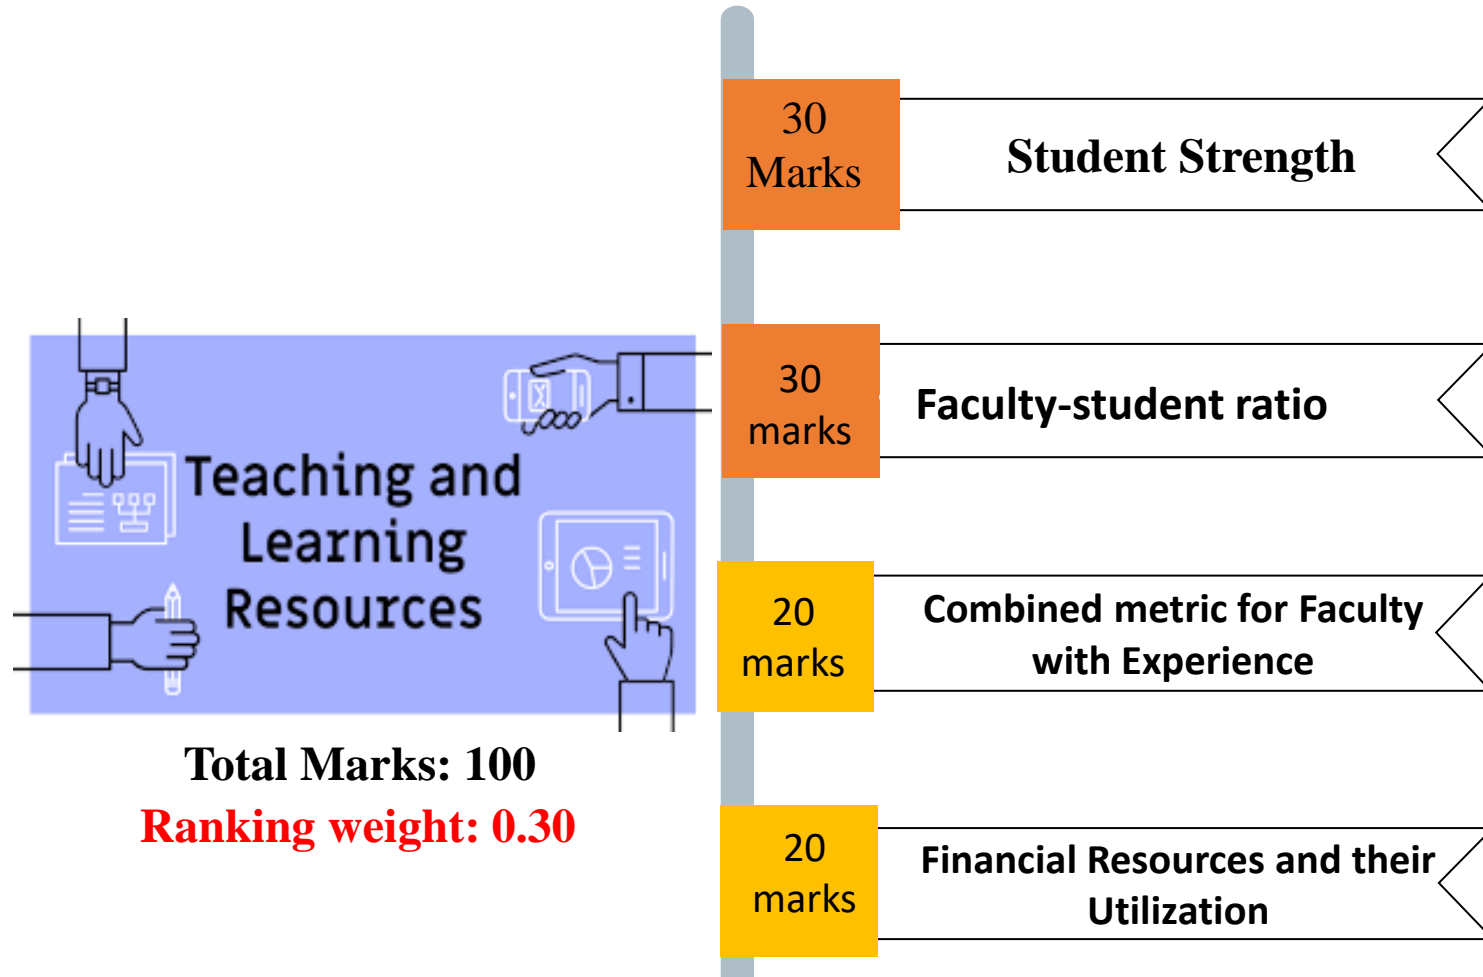 Teaching and
Learning
Resources
Total Marks: 100
Ranking weight: 0.30
30
Marks
Student Strength
30
marks
Faculty-student ratio
20
marks
Combined metric for Faculty
with Experience
20
marks
Financial Resources and their
Utilization